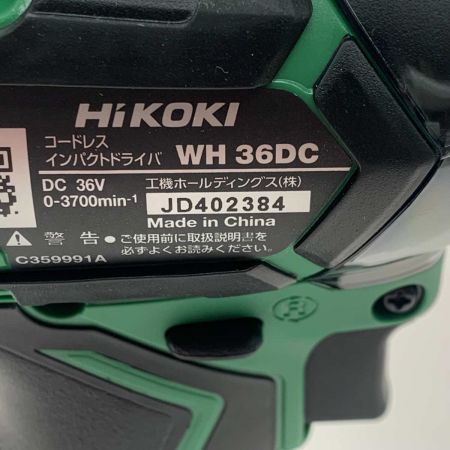 HiKOKI
コードレス
インパクトドライバ WH 36DC
DC 36V 工機ホールディングス(株)
0-3700min-1 JD402384
Made in China
警告 ●ご使用前に取扱説明書を
必ずよくお読みください。
C359991A
R